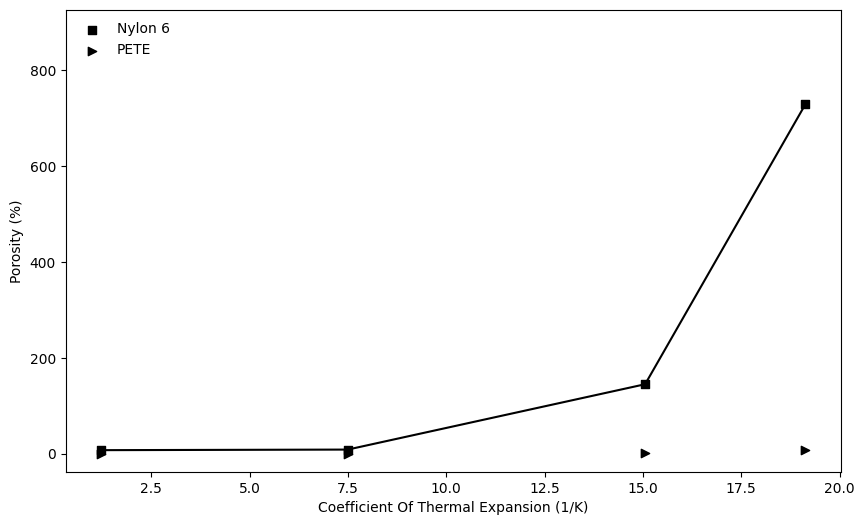 Nylon 6
PETE
800
600
400
200
0
Porosity (%)
2.5 5.0 7.5 10.0 12.5 15.0 17.5 20.0
Coefficient Of Thermal Expansion (1/K)